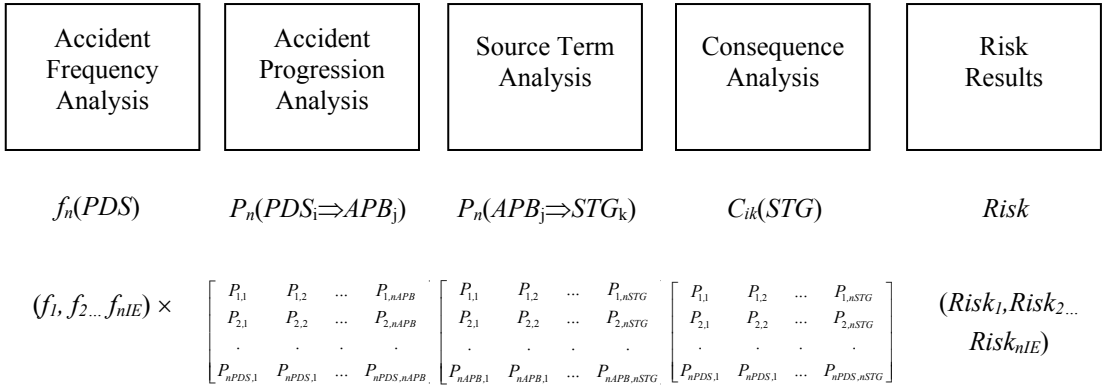 Accident
Frequency
Analysis
Accident
Progression
Analysis
Source Term
Analysis
Consequence
Analysis
Risk
Results
fₙ(PDS)
Pₙ(PDSᵢ⇒APBⱼ)
Pₙ(APBⱼ⇒STGₖ)
Cᵢₖ(STG)
Risk
(f₁, f₂... fₙIE) ×
P₁,₁ P₁,₂ ... P₁,nAPB
P₂,₁ P₂,₂ ... P₂,nAPB
. . . .
PnPDS,₁ PnPDS,₁ ... PnPDS,nAPB
P₁,₁ P₁,₂ ... P₁,nSTG
P₂,₁ P₂,₂ ... P₂,nSTG
. . . .
PnAPB,₁ PnAPB,₁ ... PnAPB,nSTG
P₁,₁ P₁,₂ ... P₁,nSTG
P₂,₁ P₂,₂ ... P₂,nSTG
. . . .
PnPDS,₁ PnPDS,₁ ... PnPDS,nSTG
(Risk₁,Risk₂...
RisknIE)